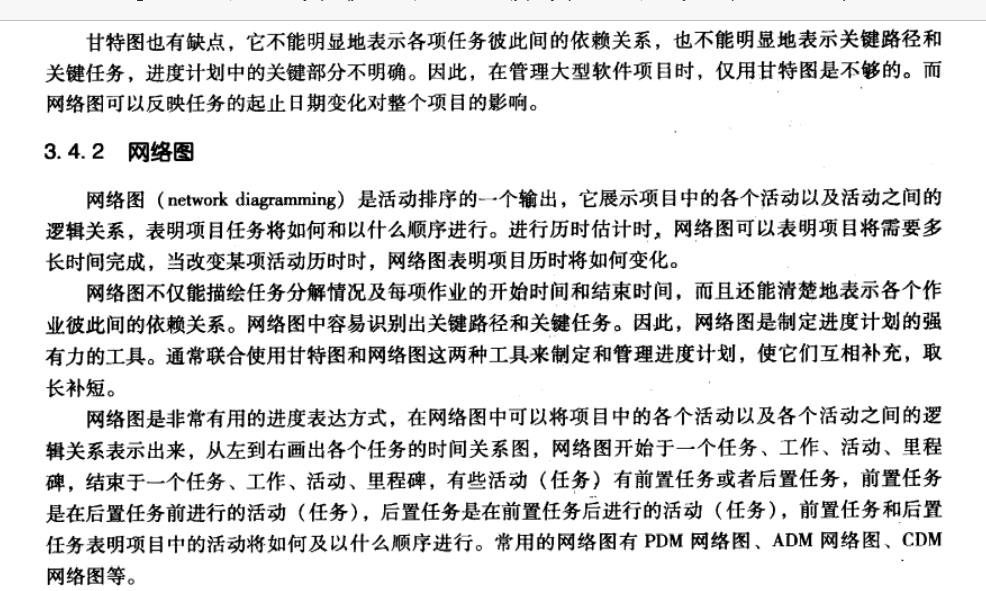 甘特图也有缺点，它不能明显地表示各项任务彼此间的依赖关系，也不能明显地表示关键路径和
关键任务，进度计划中的关键部分不明确。因此，在管理大型软件项目时，仅用甘特图是不够的。而
网络图可以反映任务的起止日期变化对整个项目的影响。
3.4.2 网络图
网络图（network diagramming）是活动排序的一个输出，它展示项目中的各个活动以及活动之间的
逻辑关系，表明项目任务将如何和以什么顺序进行。进行历时估计时，网络图可以表明项目将需要多
长时间完成，当改变某项活动历时时，网络图表明项目历时将如何变化。
网络图不仅能描绘任务分解情况及每项作业的开始时间和结束时间，而且还能清楚地表示各个作
业彼此间的依赖关系。网络图中容易识别出关键路径和关键任务。因此，网络图是制定进度计划的强
有力的工具。通常联合使用甘特图和网络图这两种工具来制定和管理进度计划，使它们互相补充，取
长补短。
网络图是非常有用的进度表达方式，在网络图中可以将项目中的各个活动以及各个活动之间的逻
辑关系表示出来，从左到右画出各个任务的时间关系图，网络图开始于一个任务、工作、活动、里程
碑，结束于一个任务、工作、活动、里程碑，有些活动（任务）有前置任务或者后置任务，前置任务
是在后置任务前进行的活动（任务），后置任务是在前置任务后进行的活动（任务），前置任务和后置
任务表明项目中的活动将如何及以什么顺序进行。常用的网络图有 PDM 网络图、ADM 网络图、CDM
网络图等。